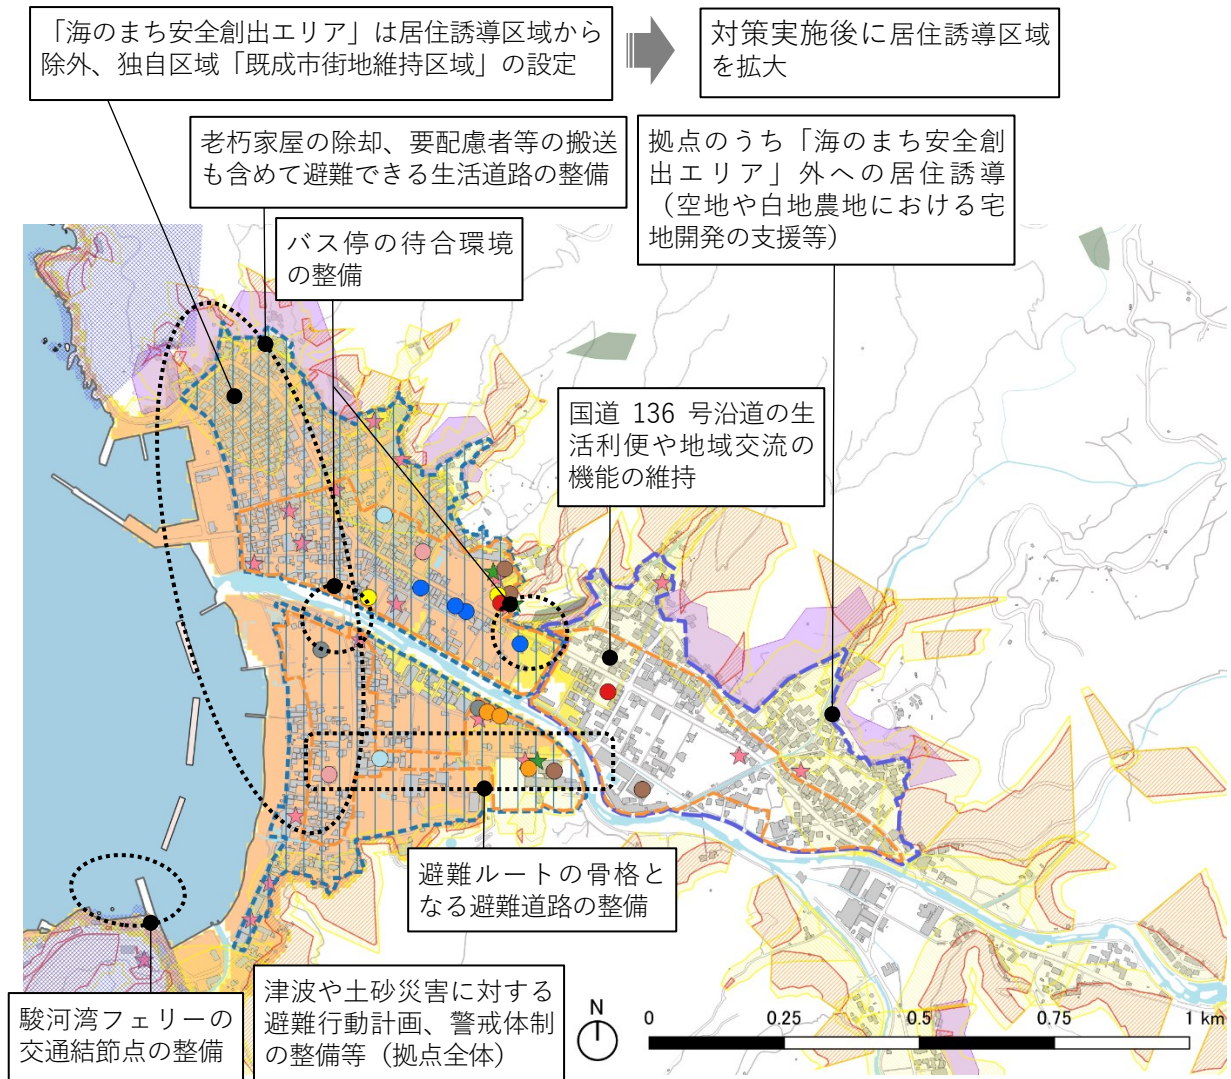 「海のまち安全創出エリア」は居住誘導区域から
除外、独自区域「既成市街地維持区域」の設定
対策実施後に居住誘導区域
を拡大
老朽家屋の除却、要配慮者等の搬送
も含めて避難できる生活道路の整備
拠点のうち「海のまち安全創
出エリア」外への居住誘導
（空地や白地農地における宅
地開発の支援等）
バス停の待合環境
の整備
国道 136 号沿道の生
活利便や地域交流の
機能の維持
避難ルートの骨格と
なる避難道路の整備
駿河湾フェリーの
交通結節点の整備
津波や土砂災害に対する
避難行動計画、警戒体制
の整備等（拠点全体）
N
0 0.25 0.5 0.75 1 km